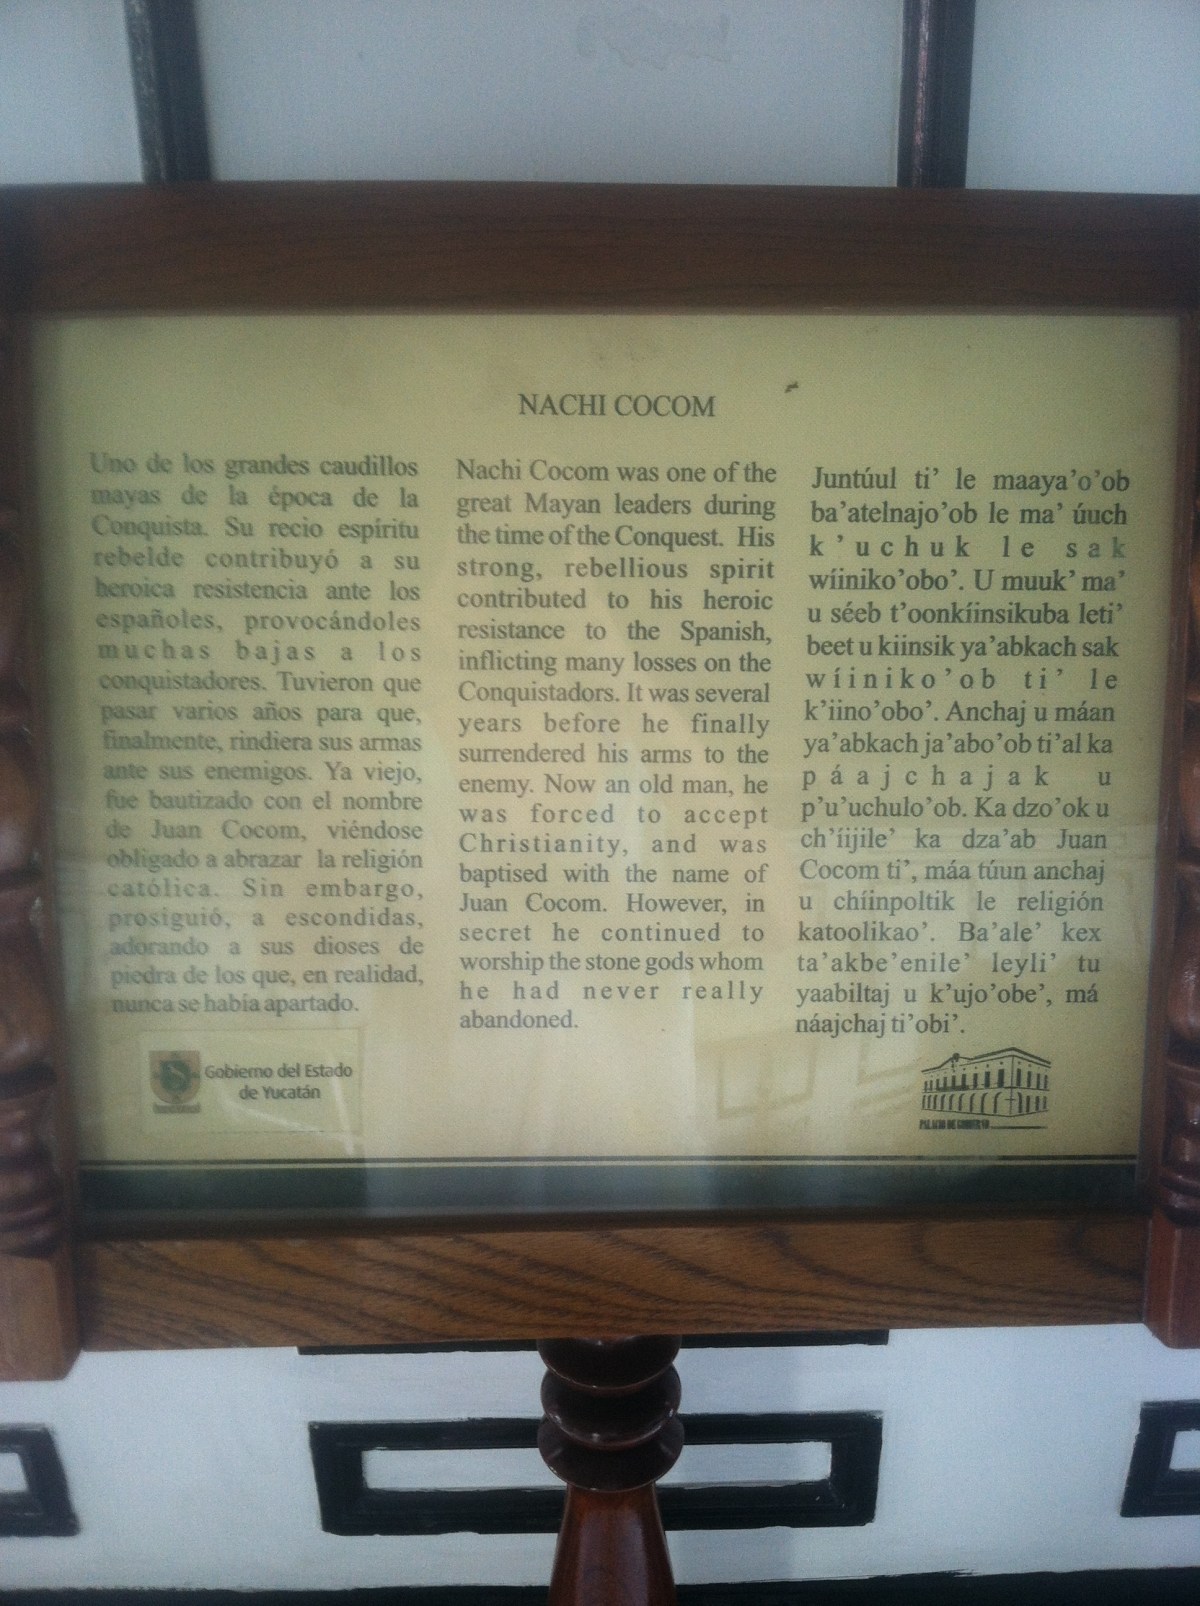 NACHI COCOM
Uno de los grandes caudillos
mayas de la época de la
Conquista. Su recio espíritu
rebelde contribuyó a su
heroica resistencia ante los
españoles, provocándoles
muchas bajas a los
conquistadores. Tuvieron que
pasar varios años para que,
finalmente, rindiera sus armas
ante sus enemigos. Ya viejo,
fue bautizado con el nombre
de Juan Cocom, viéndose
obligado a abrazar la religión
católica. Sin embargo,
prosiguió, a escondidas,
adorando a sus dioses de
piedra de los que, en realidad,
nunca se había apartado.
Nachi Cocom was one of the
great Mayan leaders during
the time of the Conquest. His
strong, rebellious spirit
contributed to his heroic
resistance to the Spanish,
inflicting many losses on the
Conquistadors. It was several
years before he finally
surrendered his arms to the
enemy. Now an old man, he
was forced to accept
Christianity, and was
baptised with the name of
Juan Cocom. However, in
secret he continued to
worship the stone gods whom
he had never really
abandoned.
Juntúul ti' le maaya'o'ob
ba'atelnajo'ob le ma' úuch
k'uchuk le sak
wíiniko'obo'. U muuk' ma'
u séeb t'oonkíinsikuba leti'
beet u kiinsik ya'abkach sak
wíiniko'ob ti' le
k'iino'obo'. Anchaj u máan
ya'abkach ja'abo'ob ti'al ka
páajchajak u
p'u'uchulo'ob. Ka dzo'ok u
ch'íijile' ka dza'ab Juan
Cocom ti', máa túun anchaj
u chíinpoltik le religión
katoolikao'. Ba'ale' kex
ta'akbe'enile' leyli' tu
yaabiltaj u k'ujo'obe', má
náajchaj ti'obi'.
Gobierno del Estado
de Yucatán
PALACIO DE GOBIERNO